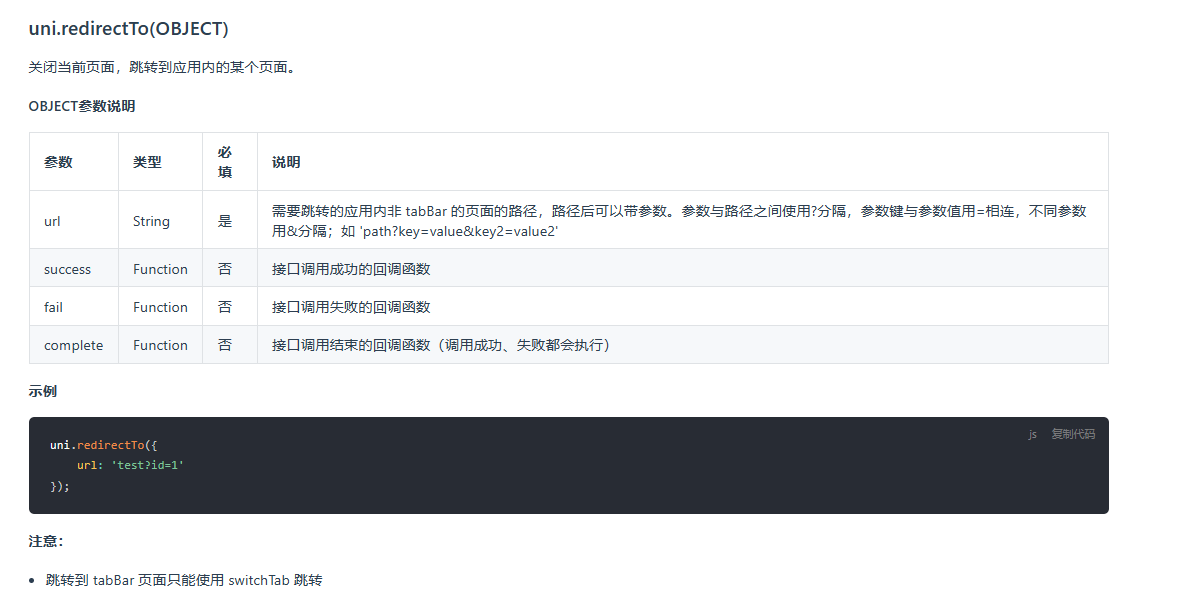 uni.redirectTo(OBJECT)
关闭当前页面，跳转到应用内的某个页面。
OBJECT参数说明
参数 类型 必填 说明
url String 是 需要跳转的应用内非 tabBar 的页面的路径，路径后可以带参数。参数与路径之间使用?分隔，参数键与参数值用=相连，不同参数
用&分隔；如 'path?key=value&key2=value2'
success Function 否 接口调用成功的回调函数
fail Function 否 接口调用失败的回调函数
complete Function 否 接口调用结束的回调函数（调用成功、失败都会执行）
示例
js 复制代码
uni.redirectTo({
    url: 'test?id=1'
});
注意：
• 跳转到 tabBar 页面只能使用 switchTab 跳转